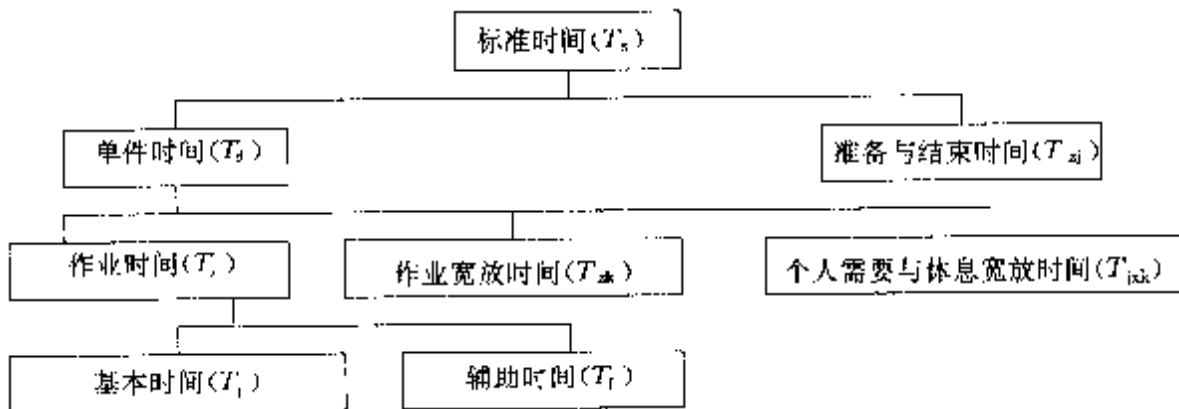 标准时间(Ts)
单件时间(Td)
准备与结束时间(Tzj)
作业时间(Tz)
作业宽放时间(Tzk)
个人需要与休息宽放时间(Tjxk)
基本时间(Tj)
辅助时间(Tf)